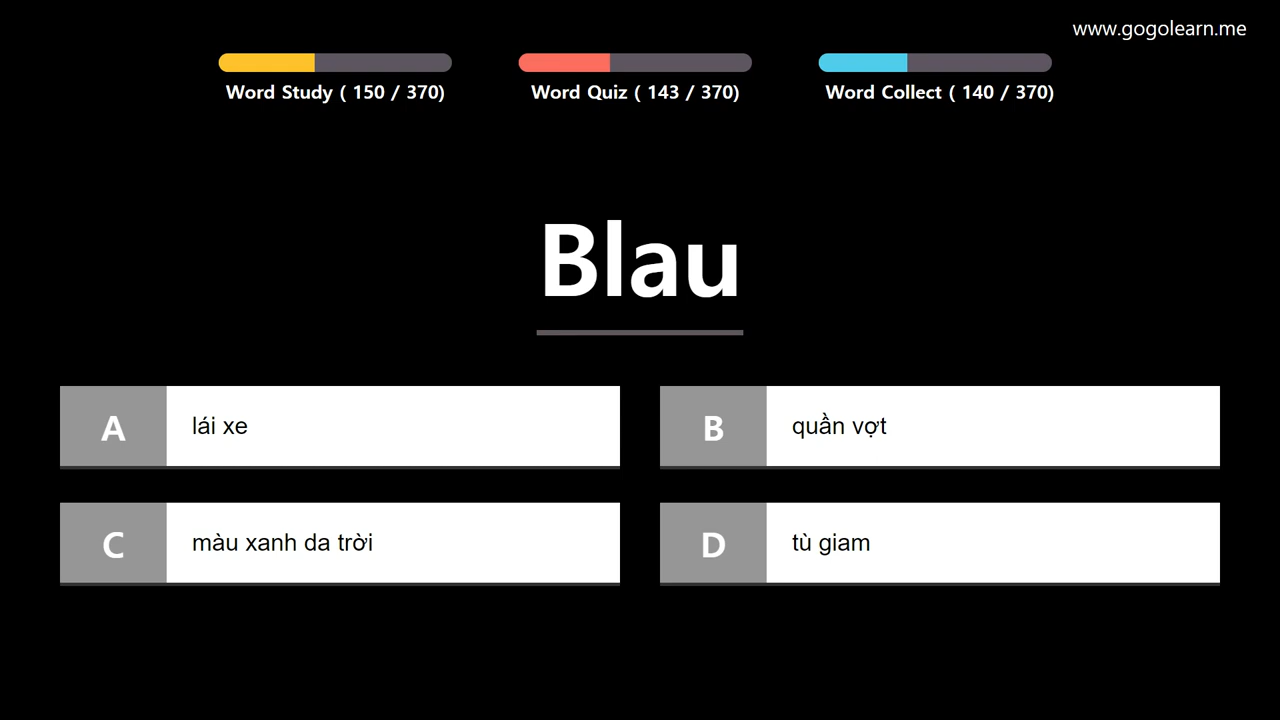 www.gogolearn.me
Word Study ( 150 / 370)
Word Quiz ( 143 / 370)
Word Collect ( 140 / 370)
Blau
A lái xe
B quần vợt
C màu xanh da trời
D tù giam